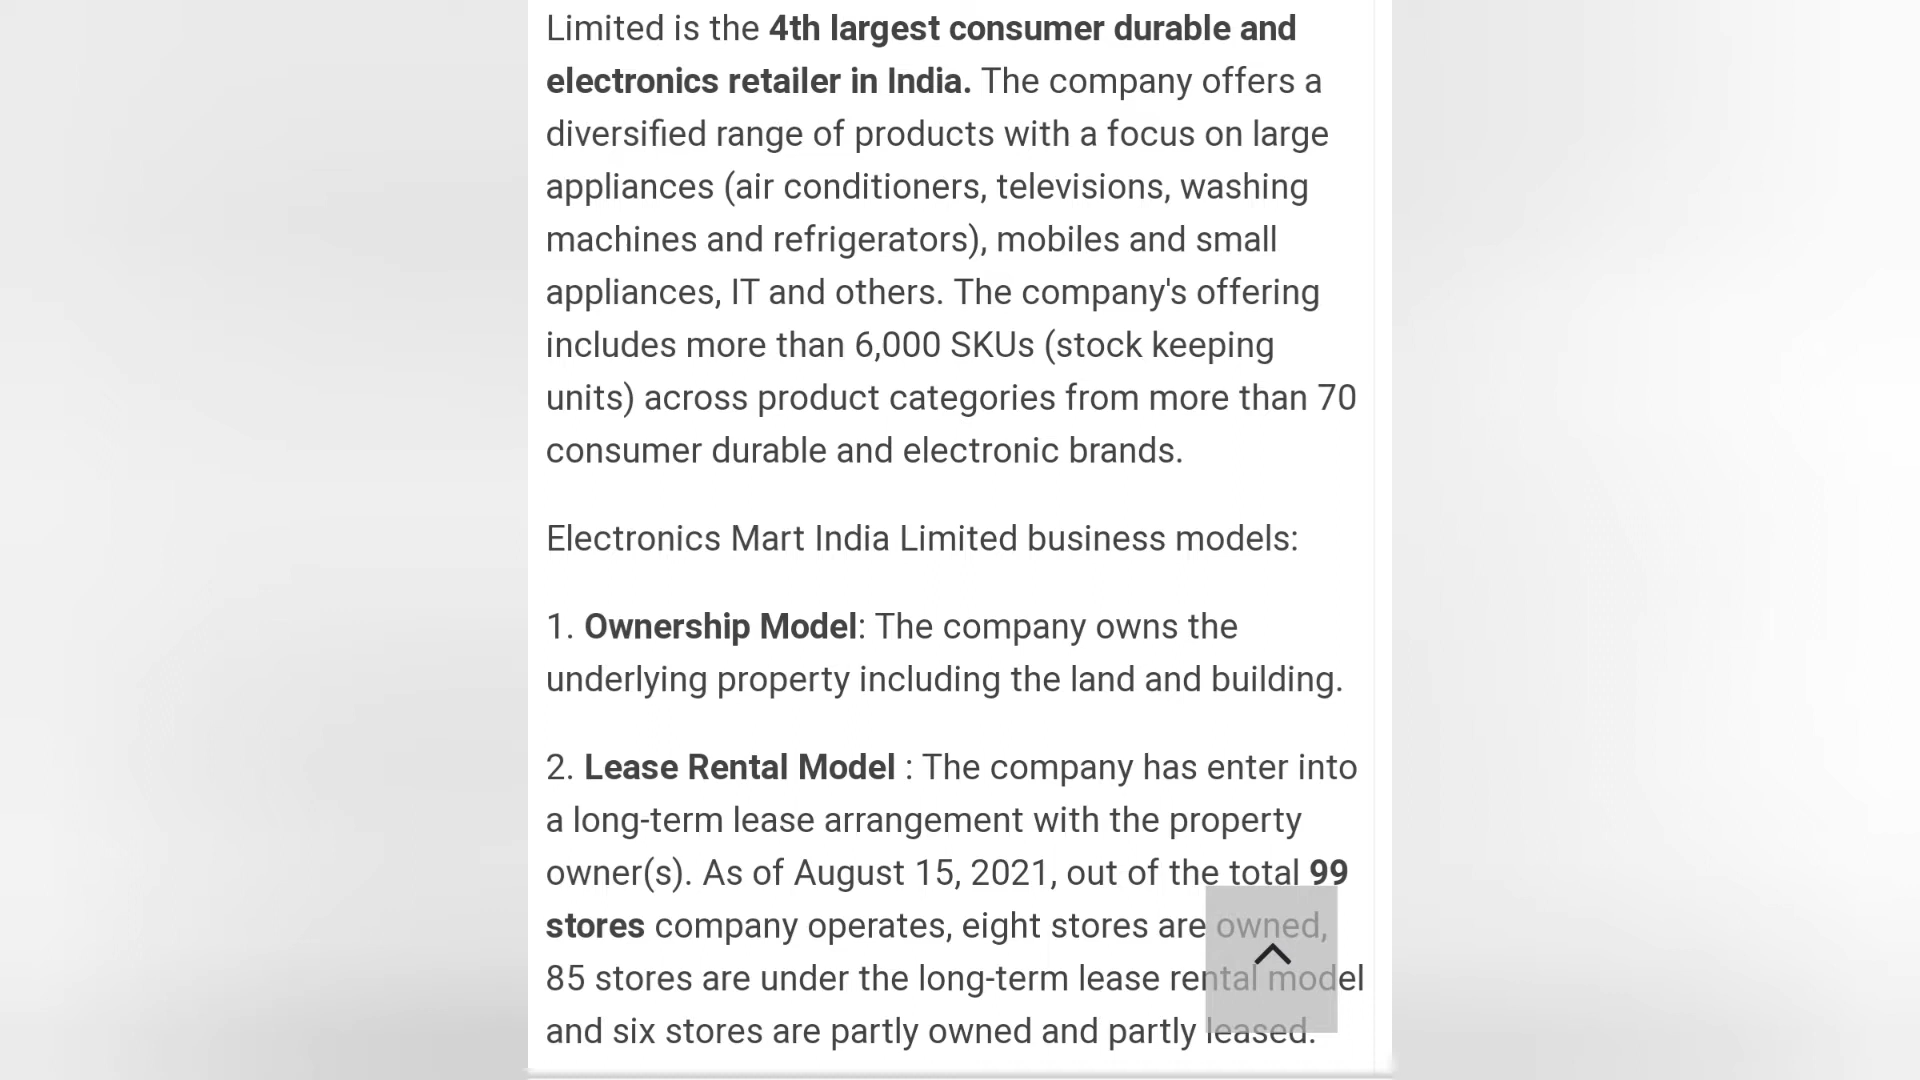 Limited is the 4th largest consumer durable and
electronics retailer in India. The company offers a
diversified range of products with a focus on large
appliances (air conditioners, televisions, washing
machines and refrigerators), mobiles and small
appliances, IT and others. The company's offering
includes more than 6,000 SKUs (stock keeping
units) across product categories from more than 70
consumer durable and electronic brands.
Electronics Mart India Limited business models:
1. Ownership Model: The company owns the
underlying property including the land and building.
2. Lease Rental Model : The company has enter into
a long-term lease arrangement with the property
owner(s). As of August 15, 2021, out of the total 99
stores company operates, eight stores are owned,
85 stores are under the long-term lease rental model
and six stores are partly owned and partly leased.